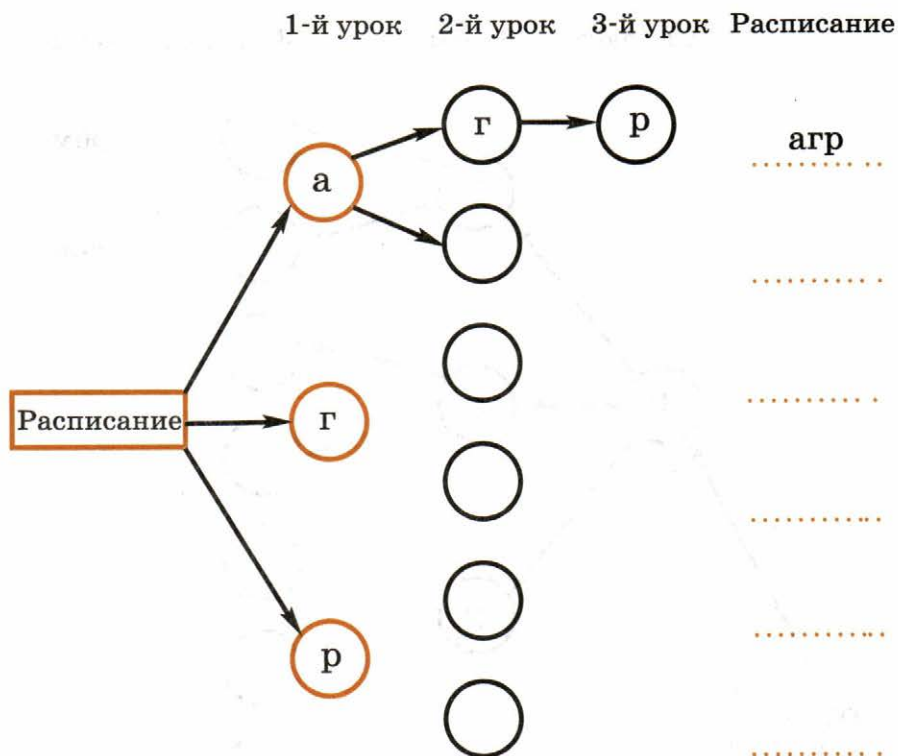 1-й урок 2-й урок 3-й урок Расписание
г р
агр
а
Расписание г
р